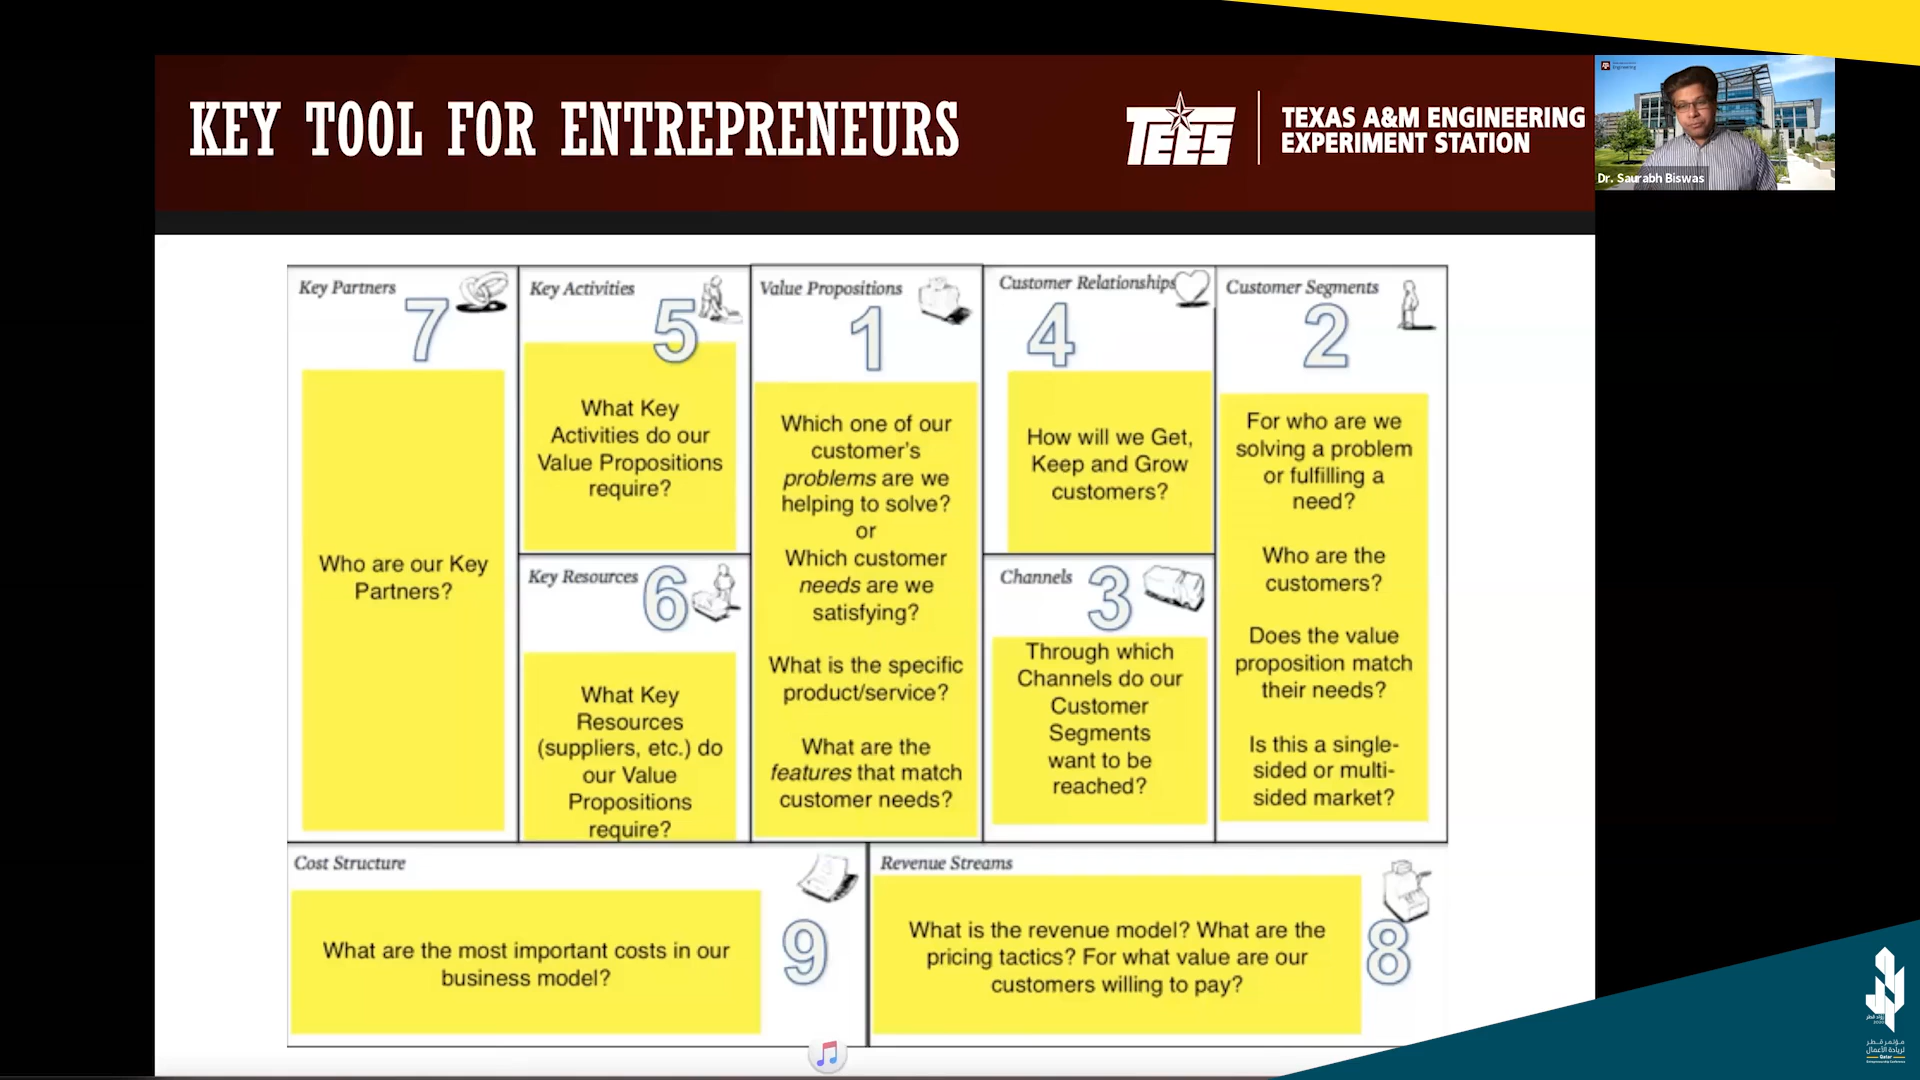 KEY TOOL FOR ENTREPRENEURS
TEES
TEXAS A&M ENGINEERING
EXPERIMENT STATION
Dr. Saurabh Biswas
Key Partners
7
Who are our Key
Partners?
Key Activities
5
What Key
Activities do our
Value Propositions
require?
Key Resources
6
What Key
Resources
(suppliers, etc.) do
our Value
Propositions
require?
Value Propositions
1
Which one of our
customer's
problems are we
helping to solve?
or
Which customer
needs are we
satisfying?
What is the specific
product/service?
What are the
features that match
customer needs?
Customer Relationships
4
How will we Get,
Keep and Grow
customers?
Channels
3
Through which
Channels do our
Customer
Segments
want to be
reached?
Customer Segments
2
For who are we
solving a problem
or fulfilling a
need?
Who are the
customers?
Does the value
proposition match
their needs?
Is this a single-
sided or multi-
sided market?
Cost Structure
9
What are the most important costs in our
business model?
Revenue Streams
8
What is the revenue model? What are the
pricing tactics? For what value are our
customers willing to pay?
رواد قطر
مؤتمر قطر
لريادة الأعمال
Qatar